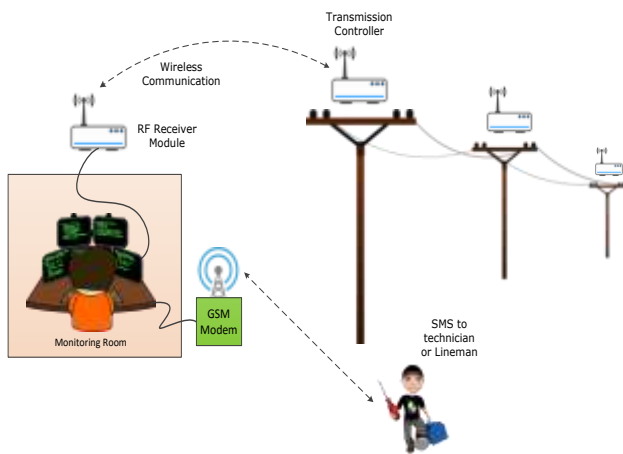 Transmission
Controller
Wireless
Communication
RF Receiver
Module
GSM
Modem
Monitoring Room
SMS to
technician
or Lineman